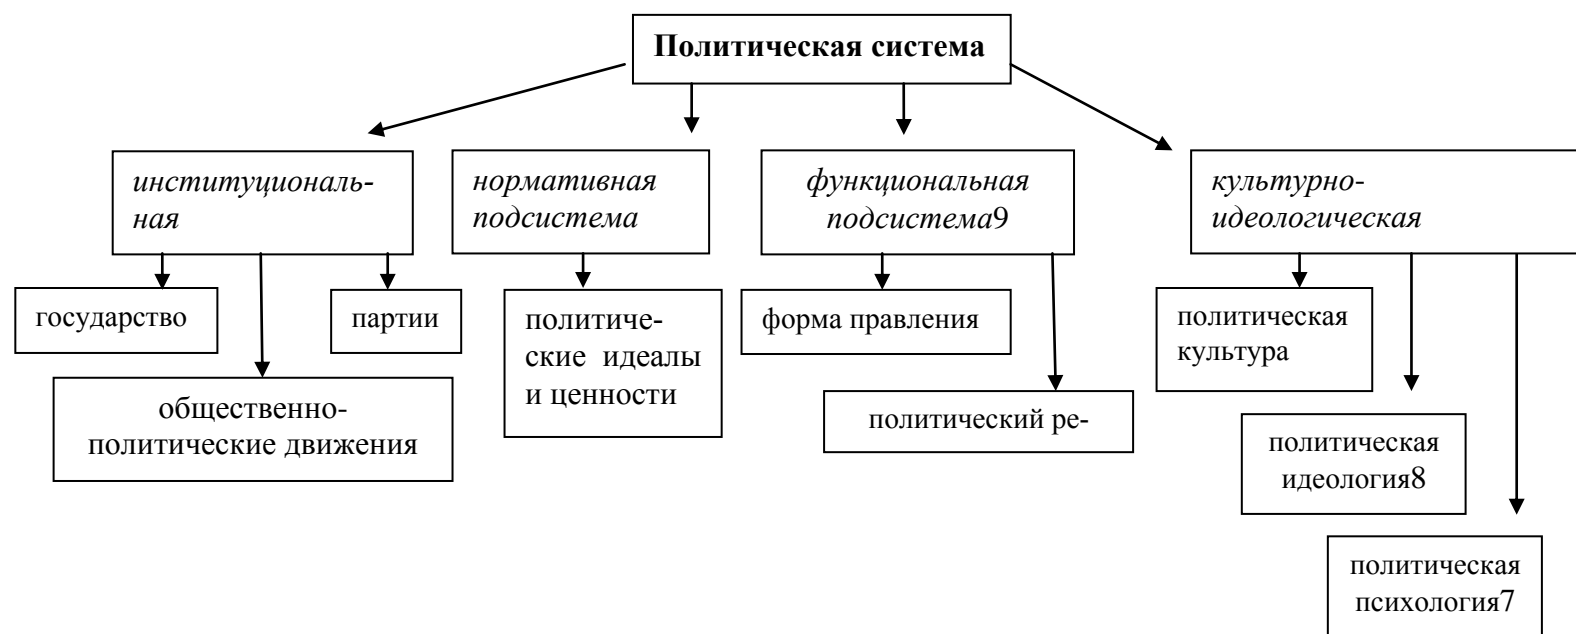 Политическая система
институциональ-
ная
нормативная
подсистема
функциональная
подсистема9
культурно-
идеологическая
государство
партии
общественно-
политические движения
политиче-
ские идеалы
и ценности
форма правления
политический ре-
политическая
культура
политическая
идеология8
политическая
психология7